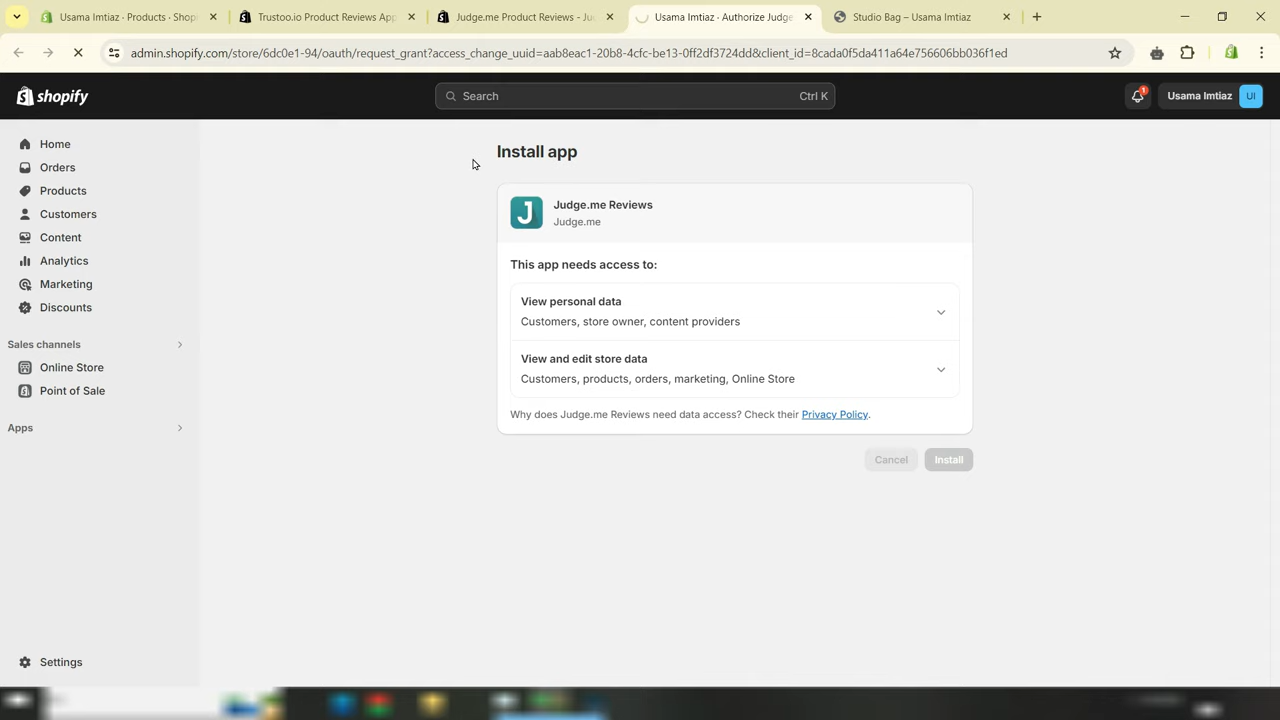 Usama Imtiaz · Products · Shop
Trustoo.io Product Reviews App
Judge.me Product Reviews - Ju
Usama Imtiaz · Authorize Judge
Studio Bag – Usama Imtiaz
admin.shopify.com/store/6dc0e1-94/oauth/request_grant?access_change_uuid=aab8eac1-20b8-4cfc-be13-0ff2df3724dc&client_id=8cada0f5da411a64e756606bb036f1ed
shopify
Search
Ctrl K
1
Usama Imtiaz
UI
Home
Orders
Products
Customers
Content
Analytics
Marketing
Discounts
Sales channels
Online Store
Point of Sale
Apps
Settings
Install app
J
Judge.me Reviews
Judge.me
This app needs access to:
View personal data
Customers, store owner, content providers
View and edit store data
Customers, products, orders, marketing, Online Store
Why does Judge.me Reviews need data access? Check their Privacy Policy.
Cancel
Install